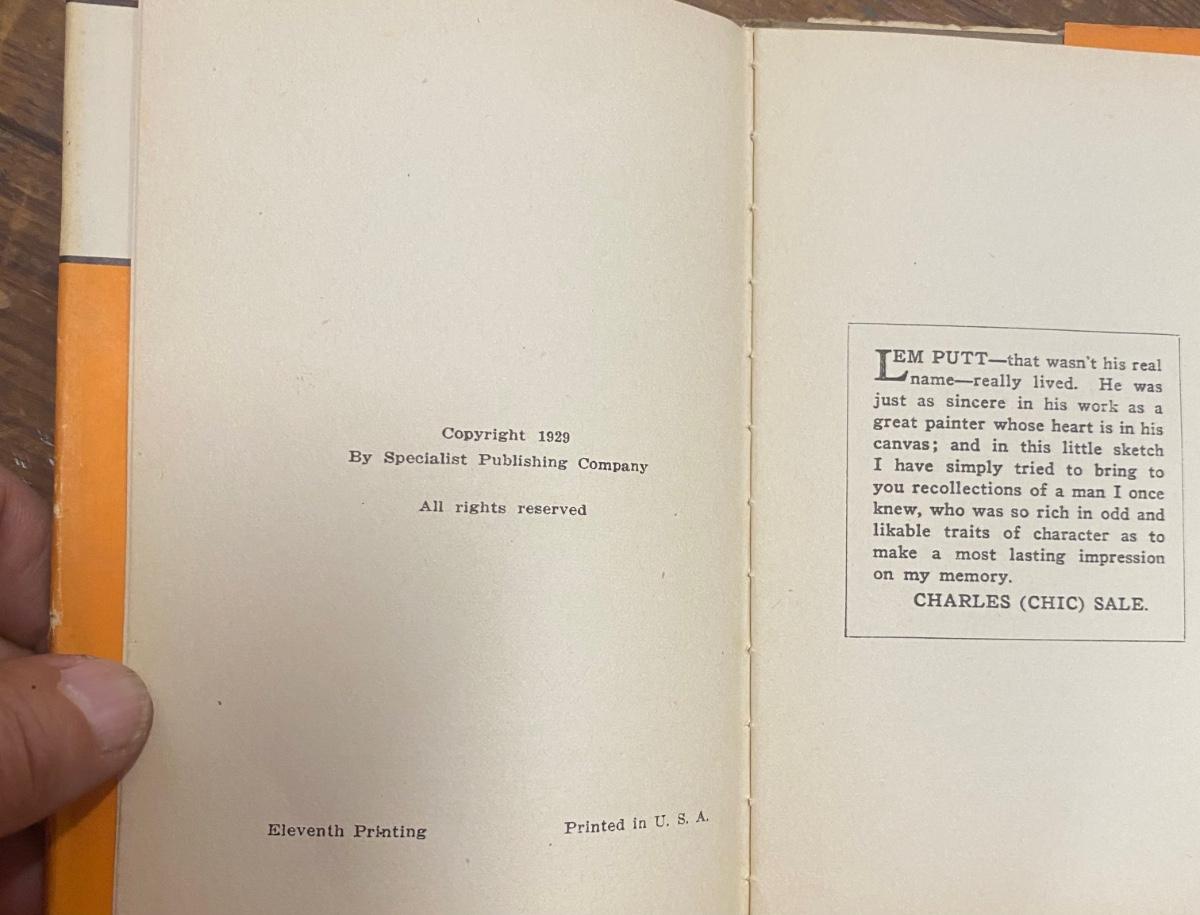 Copyright 1929
By Specialist Publishing Company
All rights reserved
Eleventh Printing
Printed in U. S. A.
LEM PUTT—that wasn't his real
name—really lived. He was
just as sincere in his work as a
great painter whose heart is in his
canvas; and in this little sketch
I have simply tried to bring to
you recollections of a man I once
knew, who was so rich in odd and
likable traits of character as to
make a most lasting impression
on my memory.
CHARLES (CHIC) SALE.